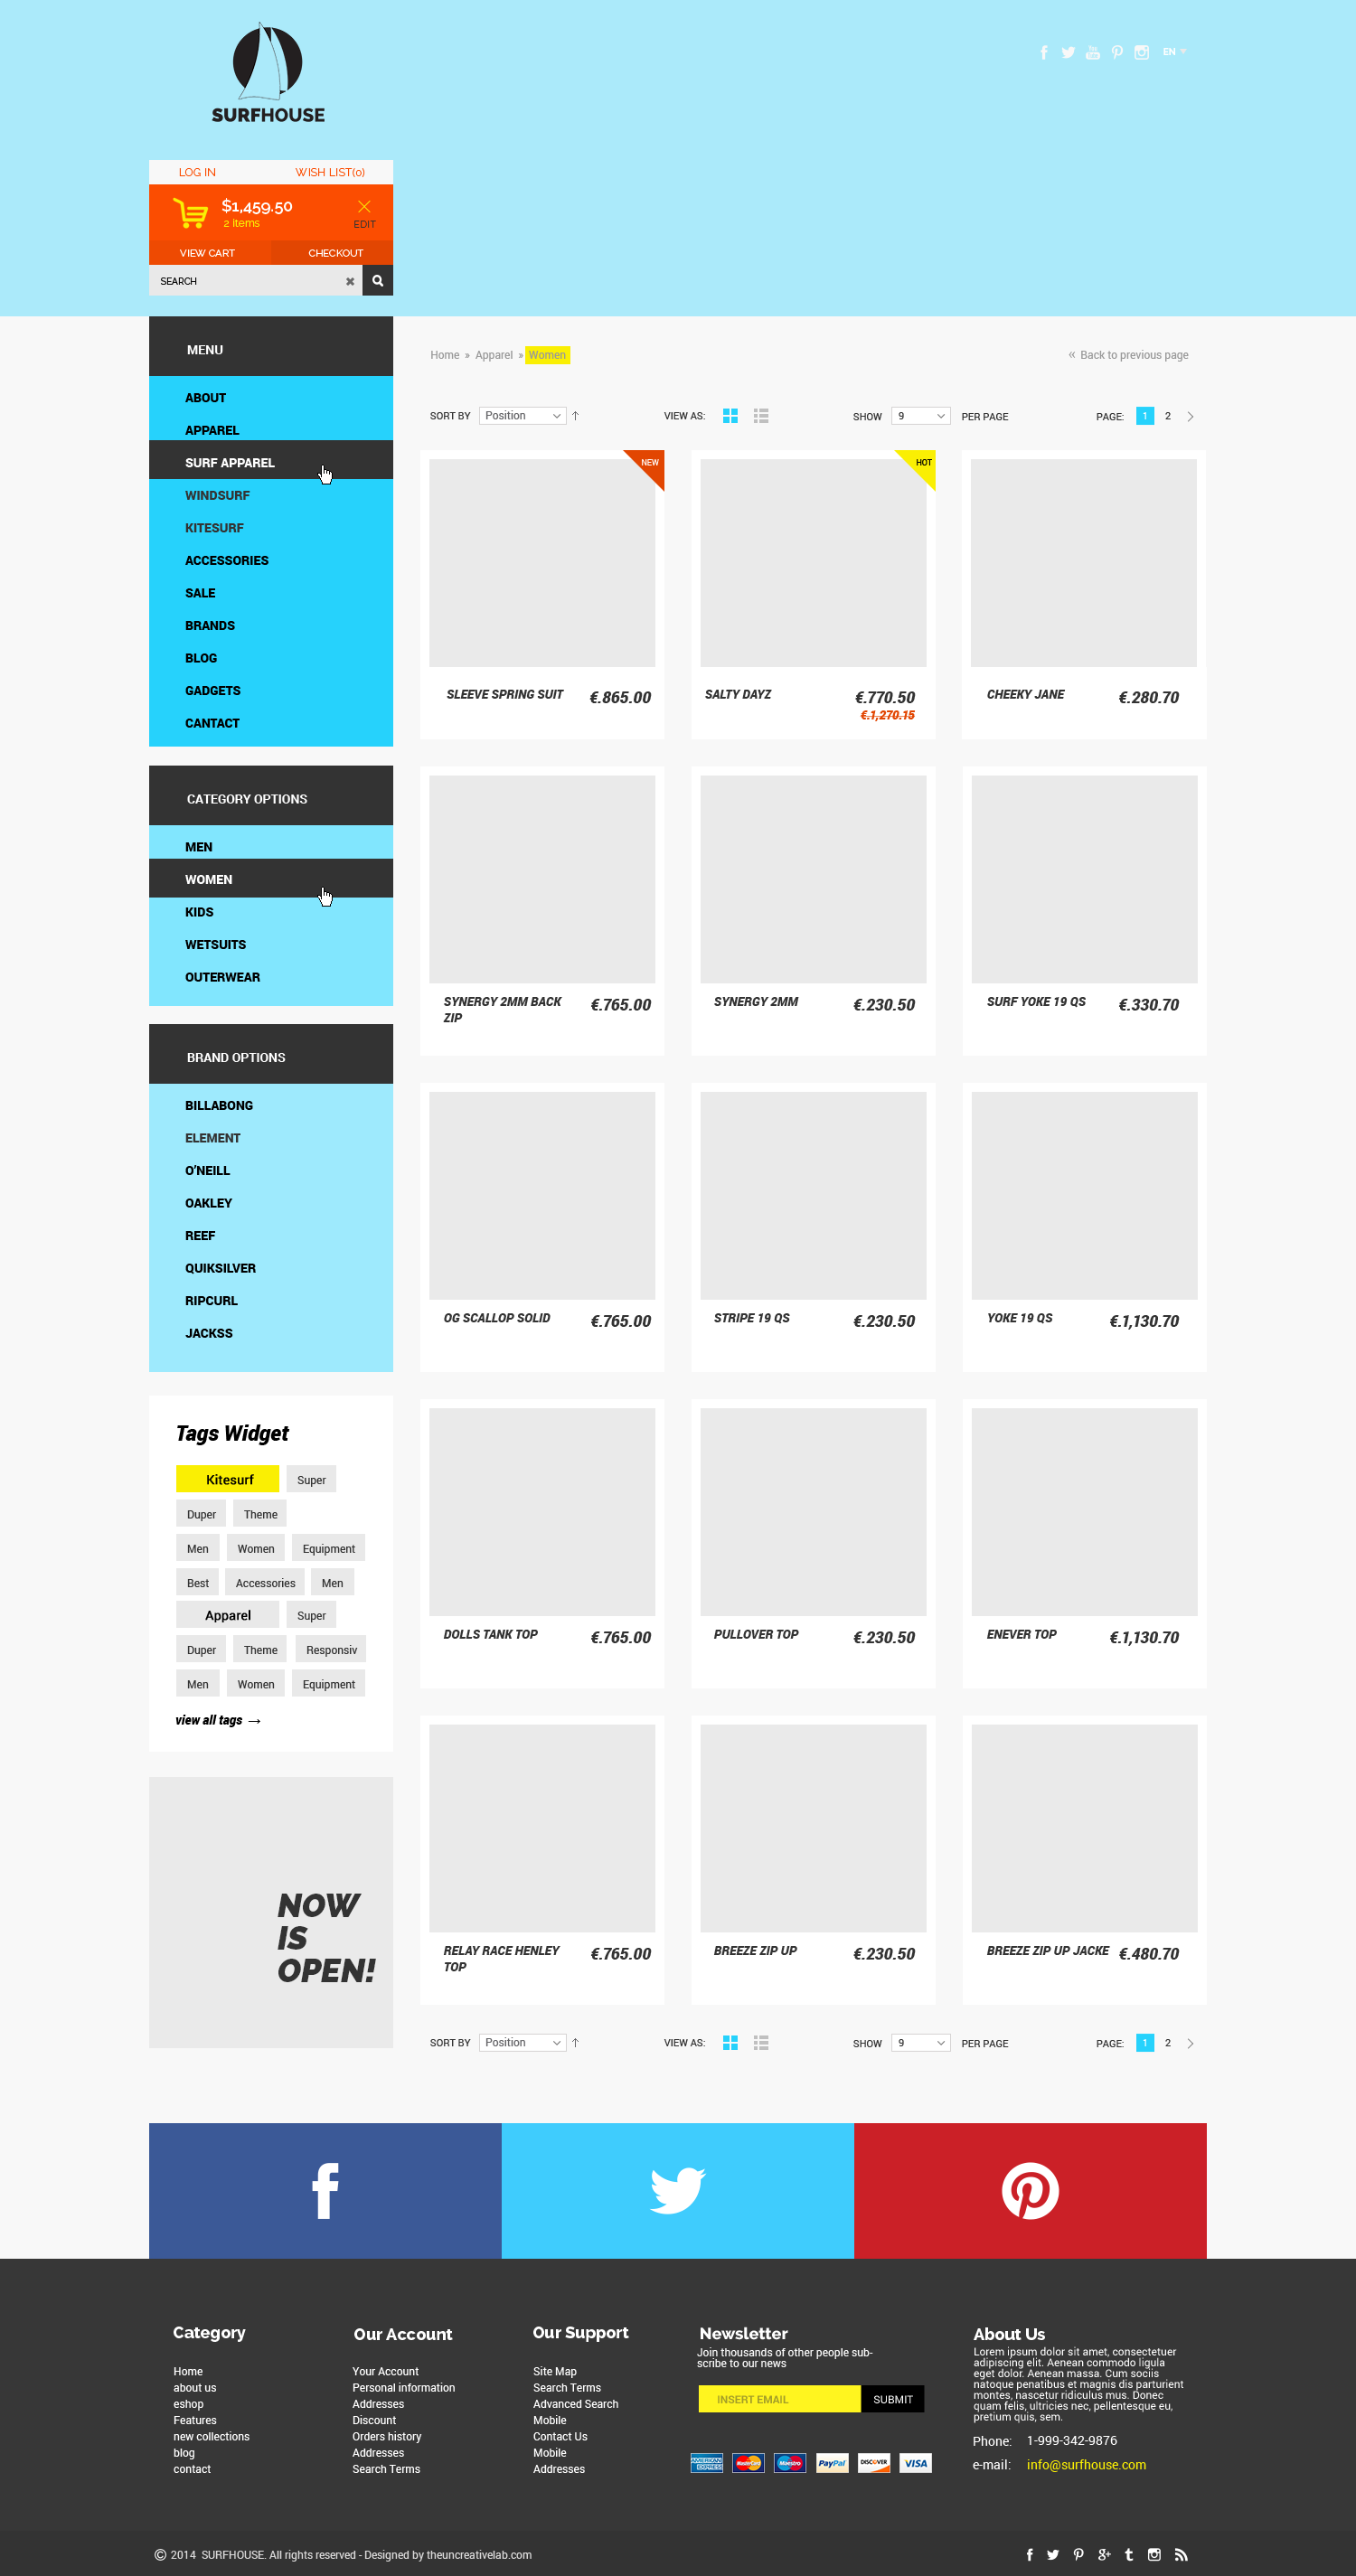 SURFHOUSE
EN
LOG IN
WISH LIST(0)
$1,459.50
2 Items
EDIT
VIEW CART
CHECKOUT
SEARCH
MENU
ABOUT
APPAREL
SURF APPAREL
WINDSURF
KITESURF
ACCESSORIES
SALE
BRANDS
BLOG
GADGETS
CANTACT
CATEGORY OPTIONS
MEN
WOMEN
KIDS
WETSUITS
OUTERWEAR
BRAND OPTIONS
BILLABONG
ELEMENT
O'NEILL
OAKLEY
REEF
QUIKSILVER
RIPCURL
JACKSS
Tags Widget
Kitesurf Super
Duper Theme
Men Women Equipment
Best Accessories Men
Apparel Super
Duper Theme Responsiv
Men Women Equipment
view all tags →
NOW
IS
OPEN!
Home » Apparel » Women
« Back to previous page
SORT BY Position VIEW AS: SHOW 9 PER PAGE PAGE: 1 2
NEW
HOT
SLEEVE SPRING SUIT €.865.00
SALTY DAYZ €.770.50
€.1,270.15
CHEEKY JANE €.280.70
SYNERGY 2MM BACK €.765.00
ZIP
SYNERGY 2MM €.230.50
SURF YOKE 19 QS €.330.70
OG SCALLOP SOLID €.765.00
STRIPE 19 QS €.230.50
YOKE 19 QS €.1,130.70
DOLLS TANK TOP €.765.00
PULLOVER TOP €.230.50
ENEVER TOP €.1,130.70
RELAY RACE HENLEY €.765.00
TOP
BREEZE ZIP UP €.230.50
BREEZE ZIP UP JACKE €.480.70
SORT BY Position VIEW AS: SHOW 9 PER PAGE PAGE: 1 2
Category
Home
about us
eshop
Features
new collections
blog
contact
Our Account
Your Account
Personal information
Addresses
Discount
Orders history
Addresses
Search Terms
Our Support
Site Map
Search Terms
Advanced Search
Mobile
Contact Us
Mobile
Addresses
Newsletter
Join thousands of other people sub-
scribe to our news
INSERT EMAIL
SUBMIT
AMERICAN EXPRESS MasterCard Maestro PayPal DISCOVER VISA
About Us
Lorem ipsum dolor sit amet, consectetuer
adipiscing elit. Aenean commodo ligula
eget dolor. Aenean massa. Cum sociis
natoque penatibus et magnis dis parturient
montes, nascetur ridiculus mus. Donec
quam felis, ultricies nec, pellentesque eu,
pretium quis, sem.
Phone: 1-999-342-9876
e-mail: info@surfhouse.com
© 2014 SURFHOUSE. All rights reserved - Designed by theuncreativelab.com